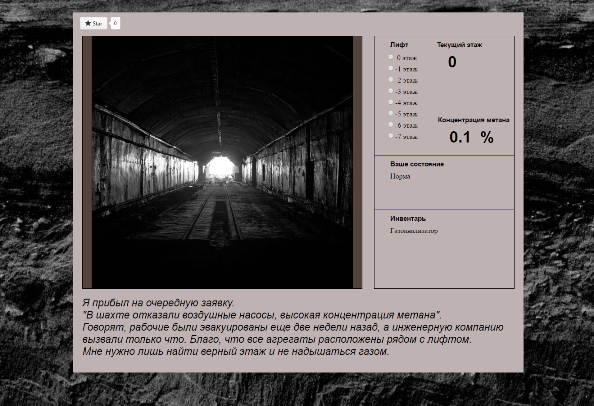 Star 0
Лифт
0 этаж
-1 этаж
-2 этаж
-3 этаж
-4 этаж
-5 этаж
-6 этаж
-7 этаж
Текущий этаж
0
Концентрация метана
0.1 %
Ваше состояние
Норма
Инвентарь
Газоанализатор
Я прибыл на очередную заявку.
"В шахте отказали воздушные насосы, высокая концентрация метана".
Говорят, рабочие были эвакуированы еще две недели назад, а инженерную компанию
вызвали только что. Благо, что все агрегаты расположены рядом с лифтом.
Мне нужно лишь найти верный этаж и не надышаться газом.